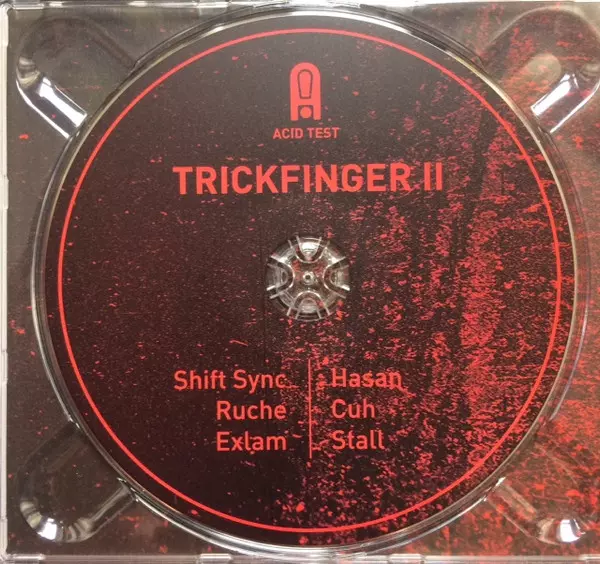 ACID TEST
TRICKFINGER II
Shift Sync
Ruche
Exlam
Hasan
Cuh
Stall